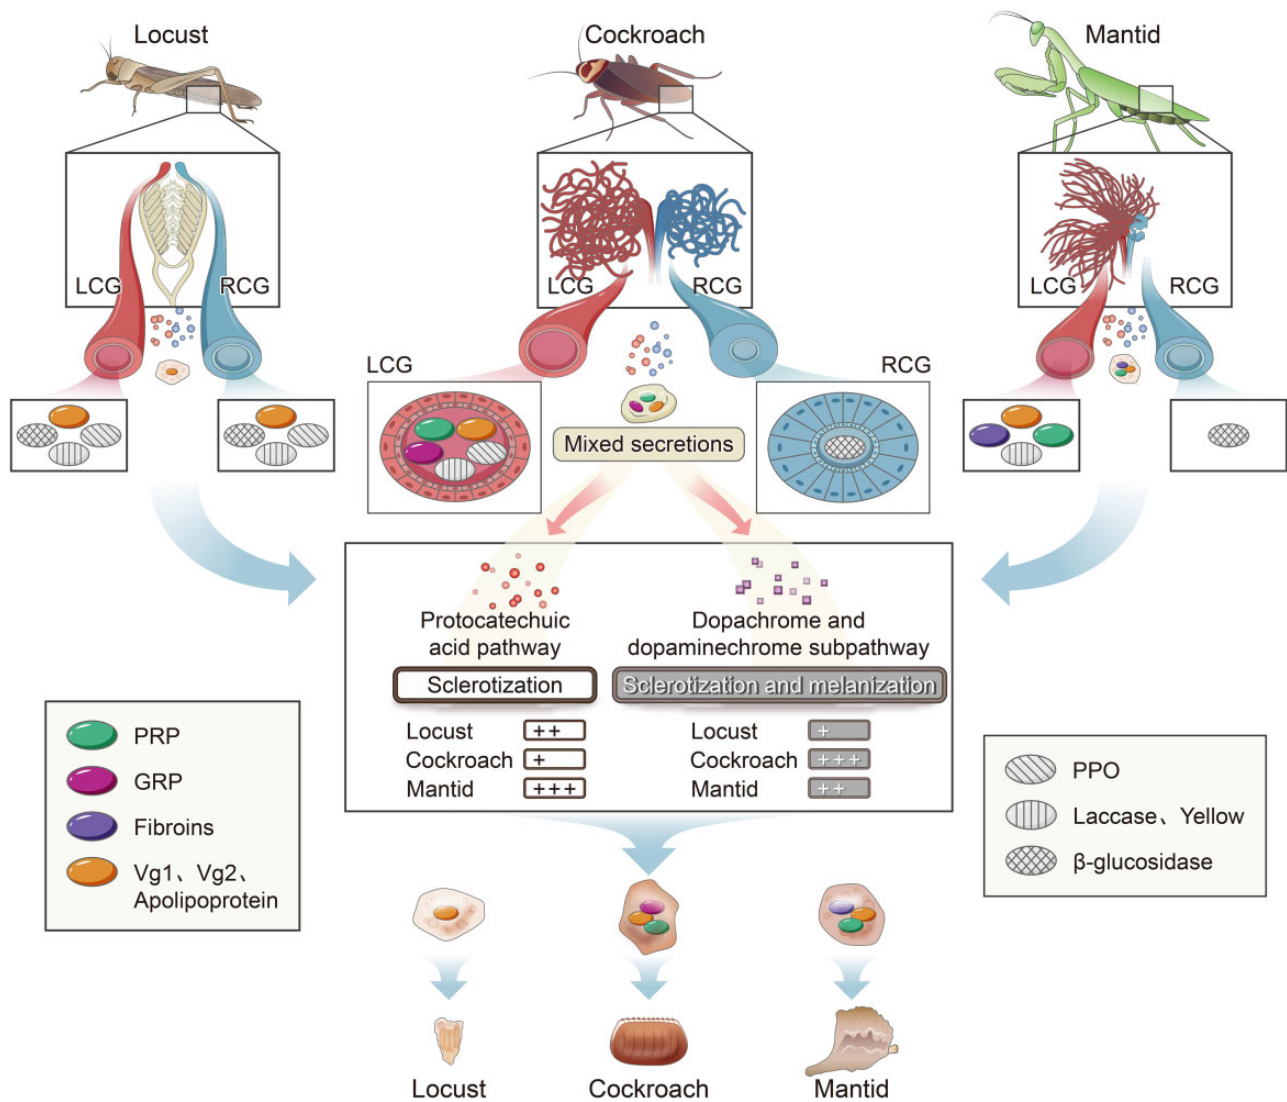 Locust
Cockroach
Mantid
LCG
RCG
LCG
RCG
LCG
RCG
LCG
RCG
Mixed secretions
Protocatechuic
acid pathway
Dopachrome and
dopaminechrome subpathway
Sclerotization
Sclerotization and melanization
Locust
++
Cockroach
+
Mantid
+++
Locust
+
Cockroach
+++
Mantid
++
PRP
GRP
Fibroins
Vg1、Vg2、
Apolipoprotein
PPO
Laccase、Yellow
β-glucosidase
Locust
Cockroach
Mantid